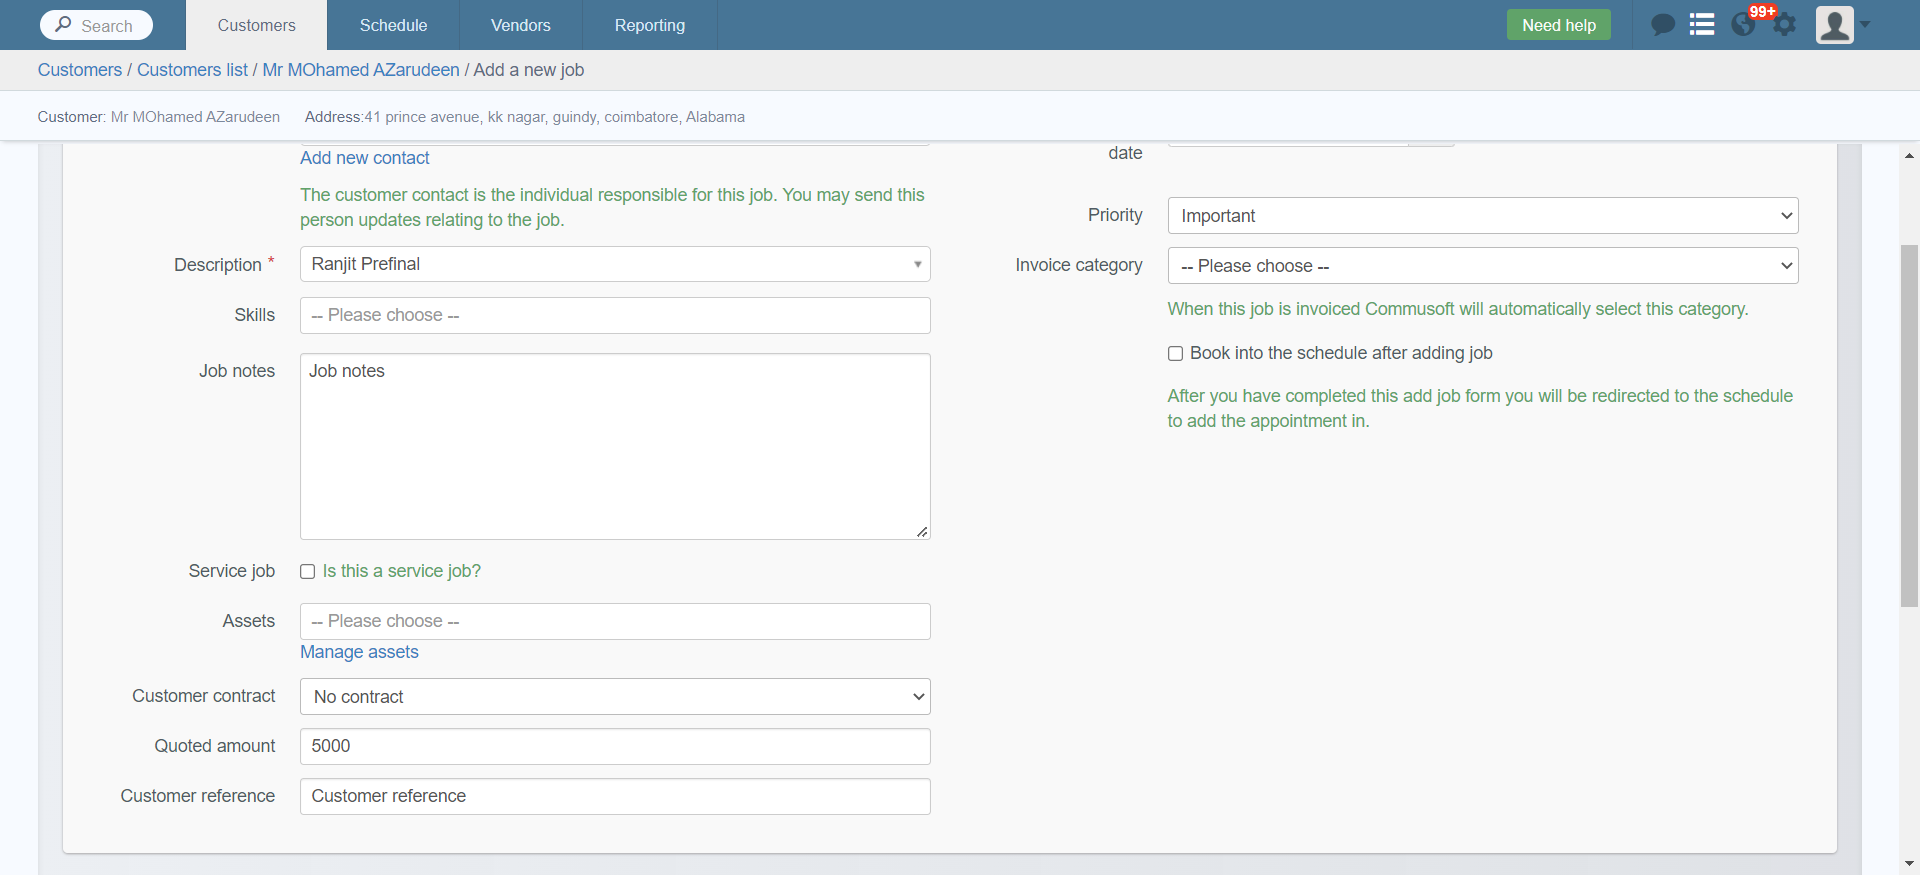 Search
Customers
Schedule
Vendors
Reporting
Need help
99+
Customers / Customers list / Mr MOhamed AZarudeen / Add a new job
Customer: Mr MOhamed AZarudeen Address:41 prince avenue, kk nagar, guindy, coimbatore, Alabama
Add new contact
The customer contact is the individual responsible for this job. You may send this
person updates relating to the job.
Description * Ranjit Prefinal
Skills -- Please choose --
Job notes Job notes
Service job Is this a service job?
Assets -- Please choose --
Manage assets
Customer contract No contract
Quoted amount 5000
Customer reference Customer reference
date
Priority Important
Invoice category -- Please choose --
When this job is invoiced Commusoft will automatically select this category.
Book into the schedule after adding job
After you have completed this add job form you will be redirected to the schedule
to add the appointment in.